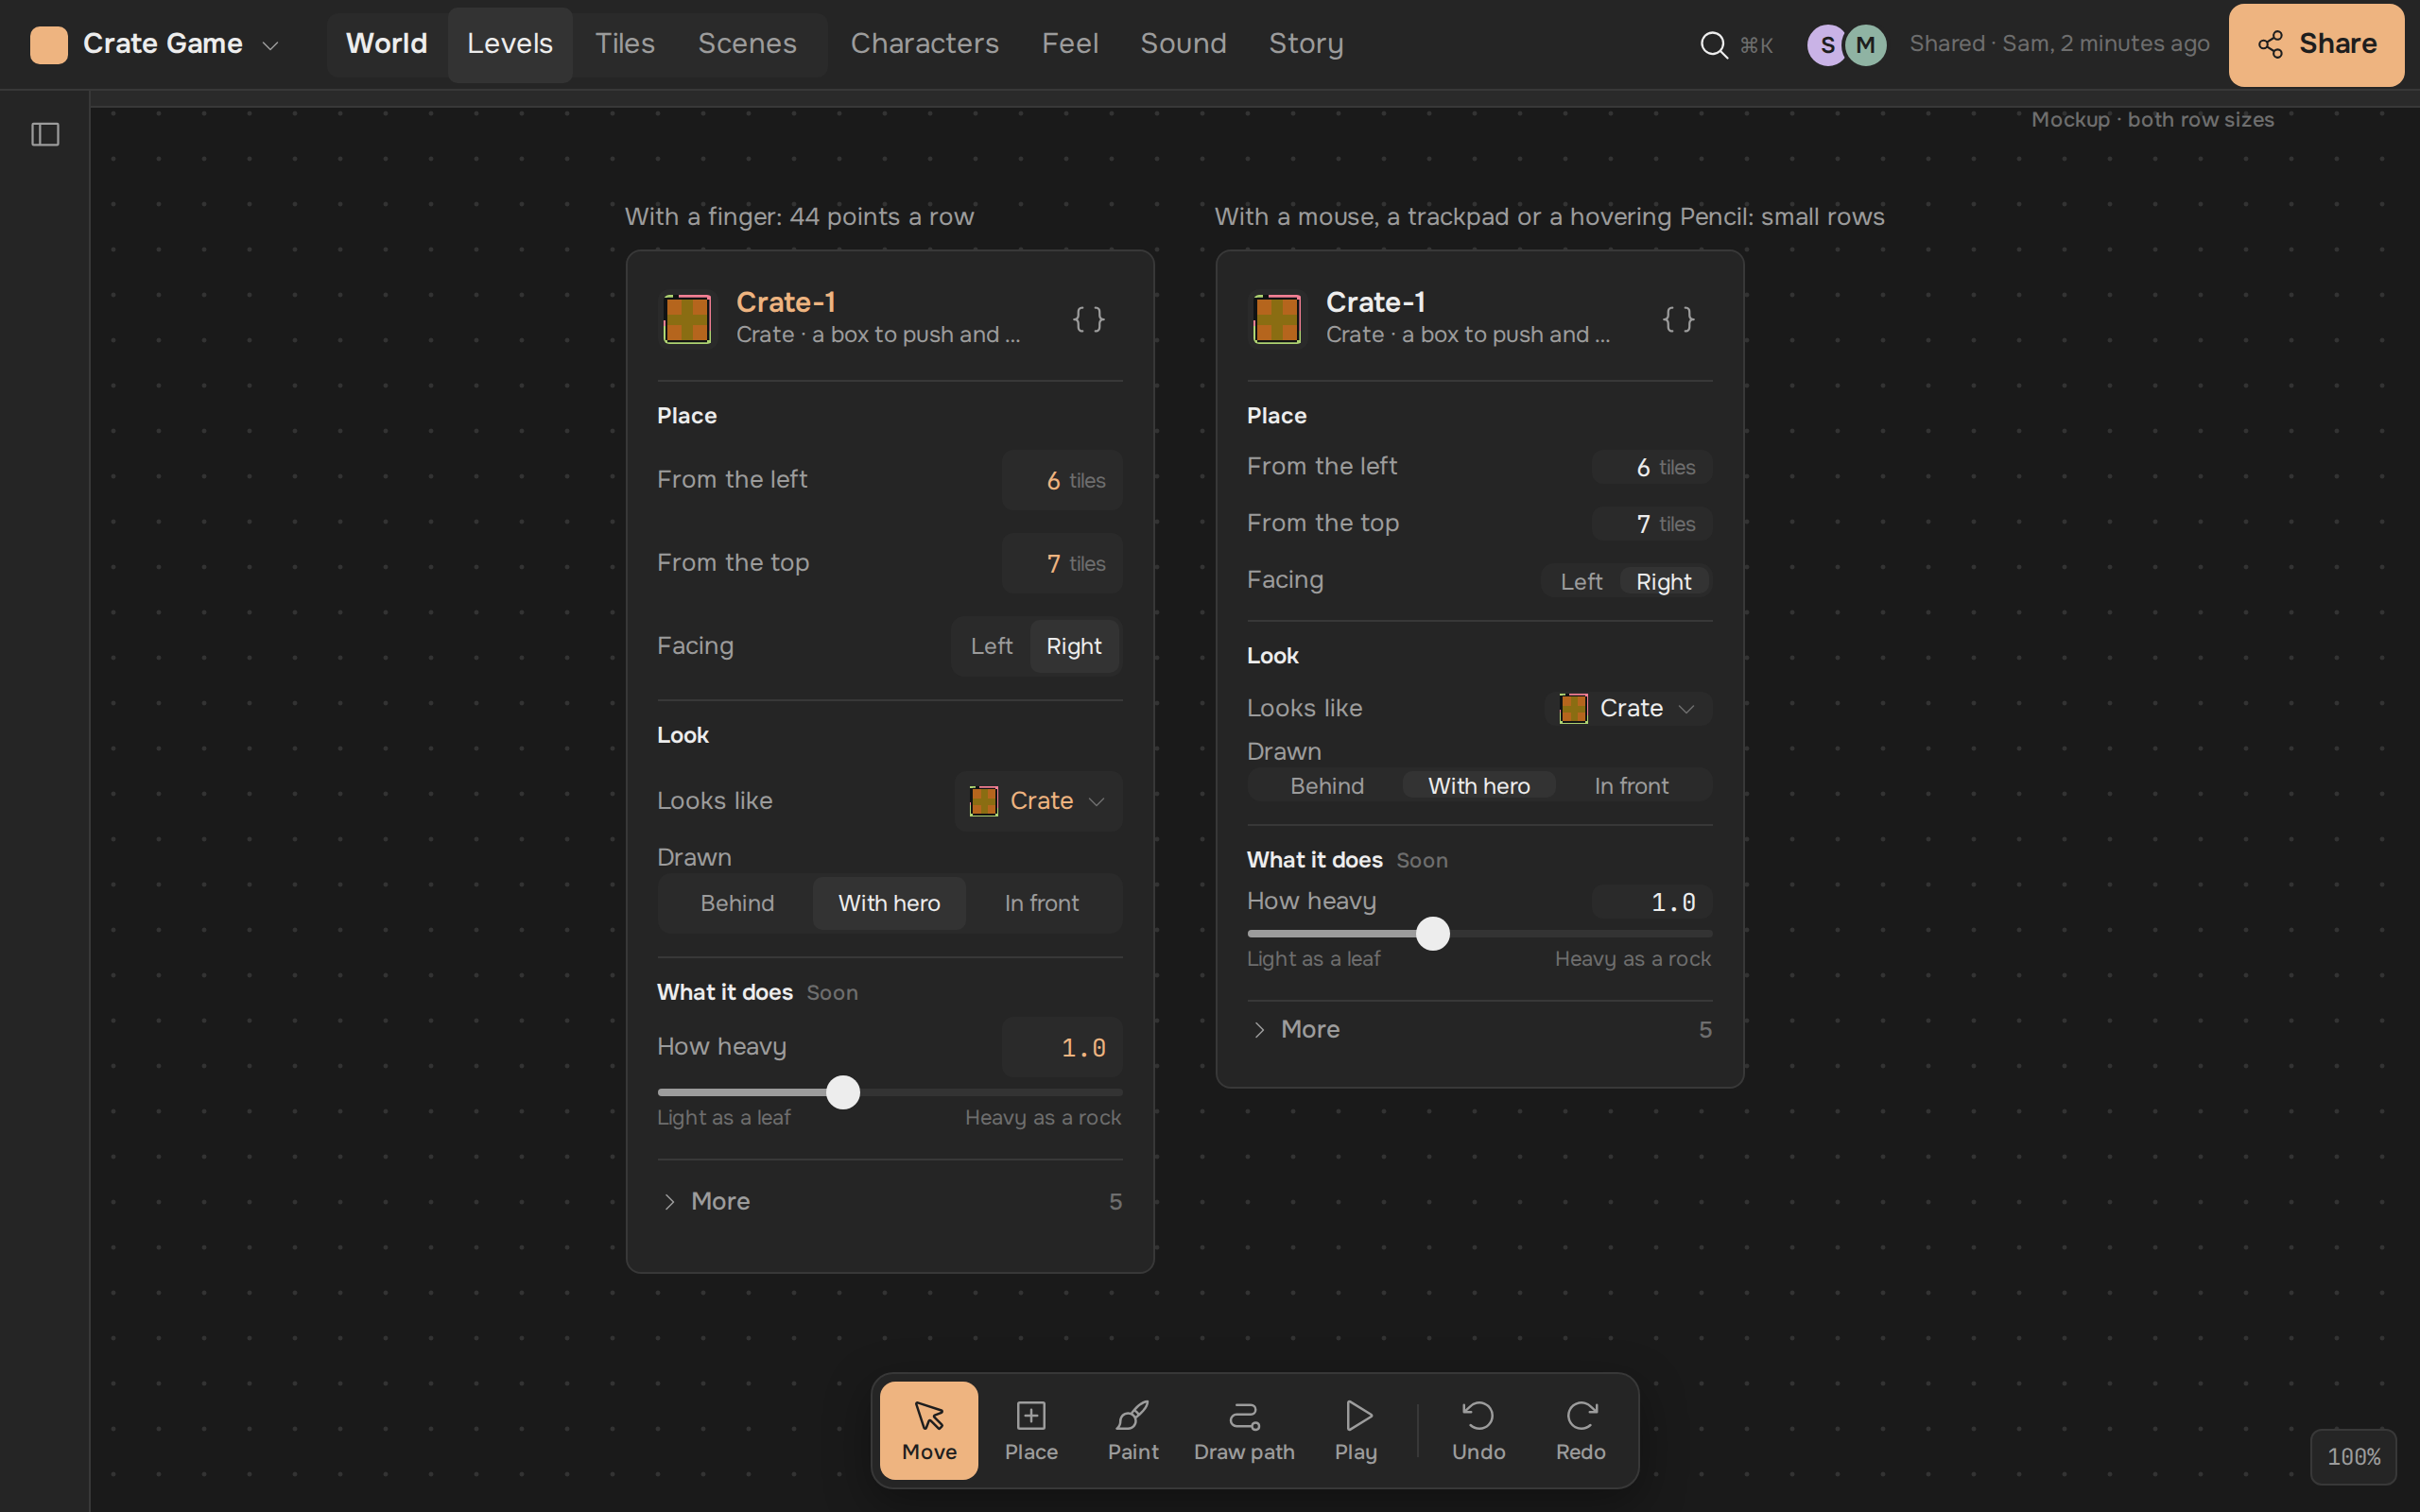 Crate Game World Levels Tiles Scenes Characters Feel Sound Story ⌘K S M Shared · Sam, 2 minutes ago Share
Mockup · both row sizes
With a finger: 44 points a row
Crate-1
Crate · a box to push and ...
{ }
Place
From the left 6 tiles
From the top 7 tiles
Facing Left Right
Look
Looks like Crate
Drawn
Behind With hero In front
What it does Soon
How heavy 1.0
Light as a leaf Heavy as a rock
More 5
With a mouse, a trackpad or a hovering Pencil: small rows
Crate-1
Crate · a box to push and ...
{ }
Place
From the left 6 tiles
From the top 7 tiles
Facing Left Right
Look
Looks like Crate
Drawn
Behind With hero In front
What it does Soon
How heavy 1.0
Light as a leaf Heavy as a rock
More 5
Move Place Paint Draw path Play Undo Redo
100%